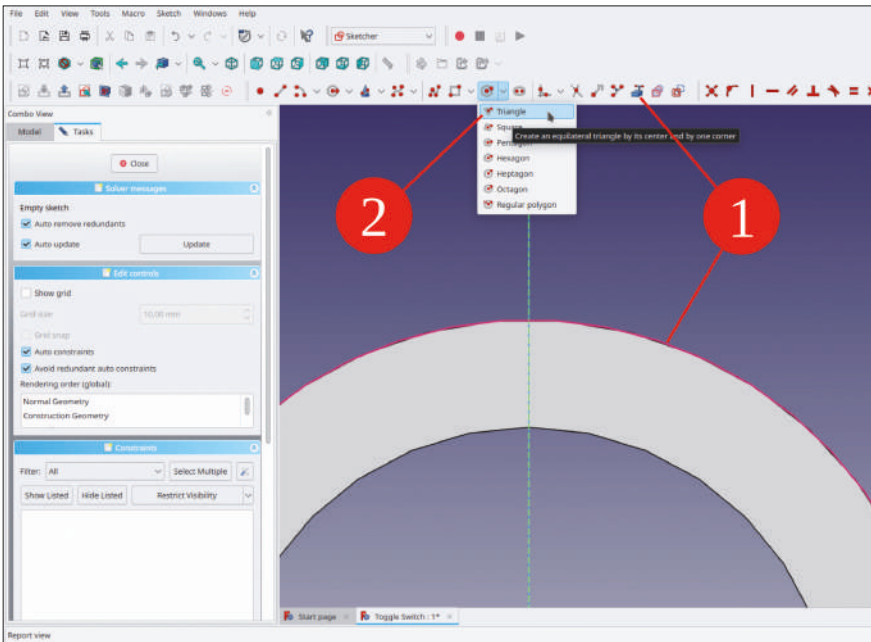 File Edit View Tools Macro Sketch Windows Help
Sketcher
Combo View
Model Tasks
Close
Solver messages
Empty sketch
Auto remove redundants
Auto update Update
Edit controls
Show grid
Grid size: 10,00 mm
Grid snap
Auto constraints
Avoid redundant auto constraints
Rendering order (global):
Normal Geometry
Construction Geometry
Constraints
Filter: All Select Multiple
Show Listed Hide Listed Restrict Visibility
Triangle
Square
Create an equilateral triangle by its center and by one corner
Pentagon
Hexagon
Heptagon
Octagon
Regular polygon
2
1
Start page Toggle Switch : 1*
Report view